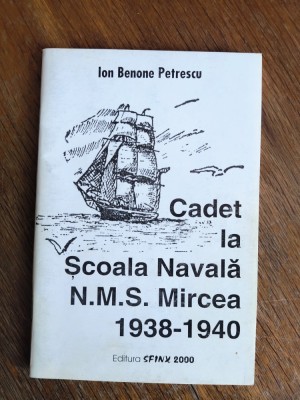 Ion Benone Petrescu
Cadet
la
Școala Navală
N.M.S. Mircea
1938-1940
Editura SFINX 2000